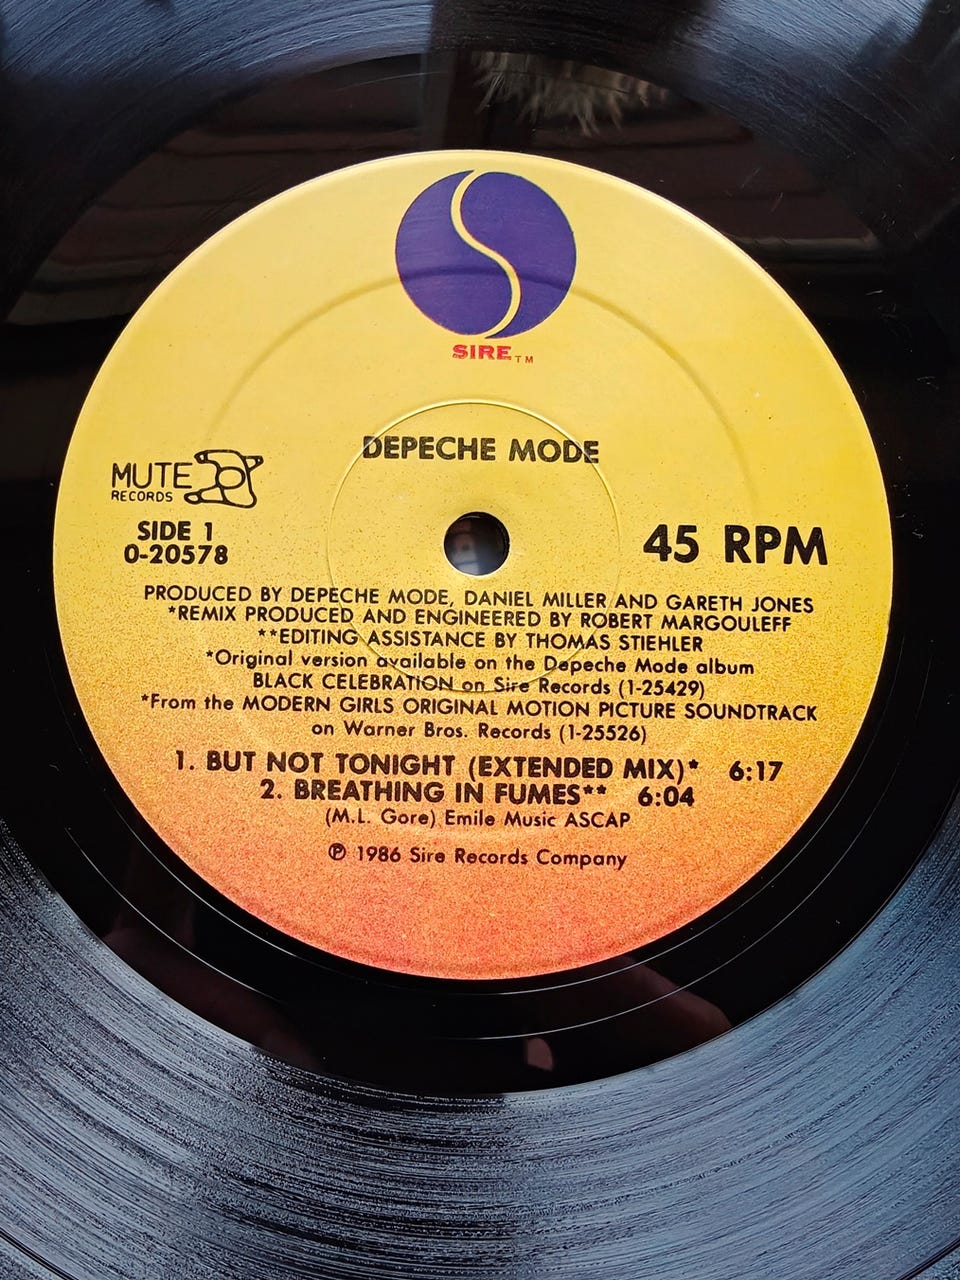 SIRE™
DEPECHE MODE
MUTE
RECORDS
SIDE 1
0-20578
45 RPM
PRODUCED BY DEPECHE MODE, DANIEL MILLER AND GARETH JONES
*REMIX PRODUCED AND ENGINEERED BY ROBERT MARGOULEFF
**EDITING ASSISTANCE BY THOMAS STIEHLER
*Original version available on the Depeche Mode album
BLACK CELEBRATION on Sire Records (1-25429)
*From the MODERN GIRLS ORIGINAL MOTION PICTURE SOUNDTRACK
on Warner Bros. Records (1-25526)
1. BUT NOT TONIGHT (EXTENDED MIX)* 6:17
2. BREATHING IN FUMES** 6:04
(M.L. Gore) Emile Music ASCAP
℗ 1986 Sire Records Company